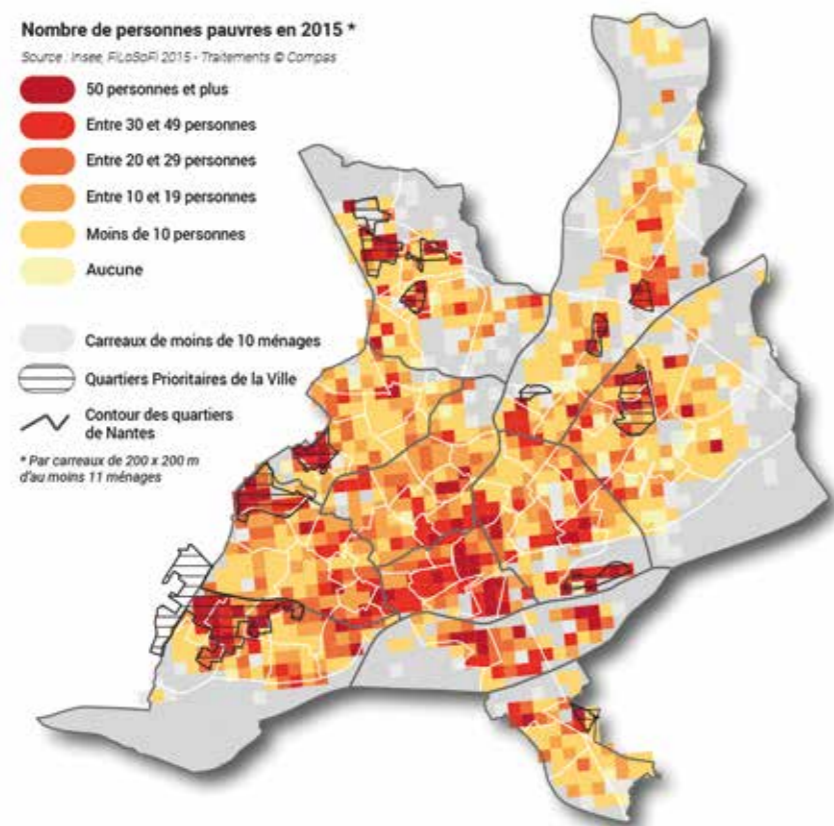 Nombre de personnes pauvres en 2015 *
Source : Insee, FiLoSoFi 2015 - Traitements © Compas
50 personnes et plus
Entre 30 et 49 personnes
Entre 20 et 29 personnes
Entre 10 et 19 personnes
Moins de 10 personnes
Aucune
Carreaux de moins de 10 ménages
Quartiers Prioritaires de la Ville
Contour des quartiers
de Nantes
* Par carreaux de 200 x 200 m
d'au moins 11 ménages